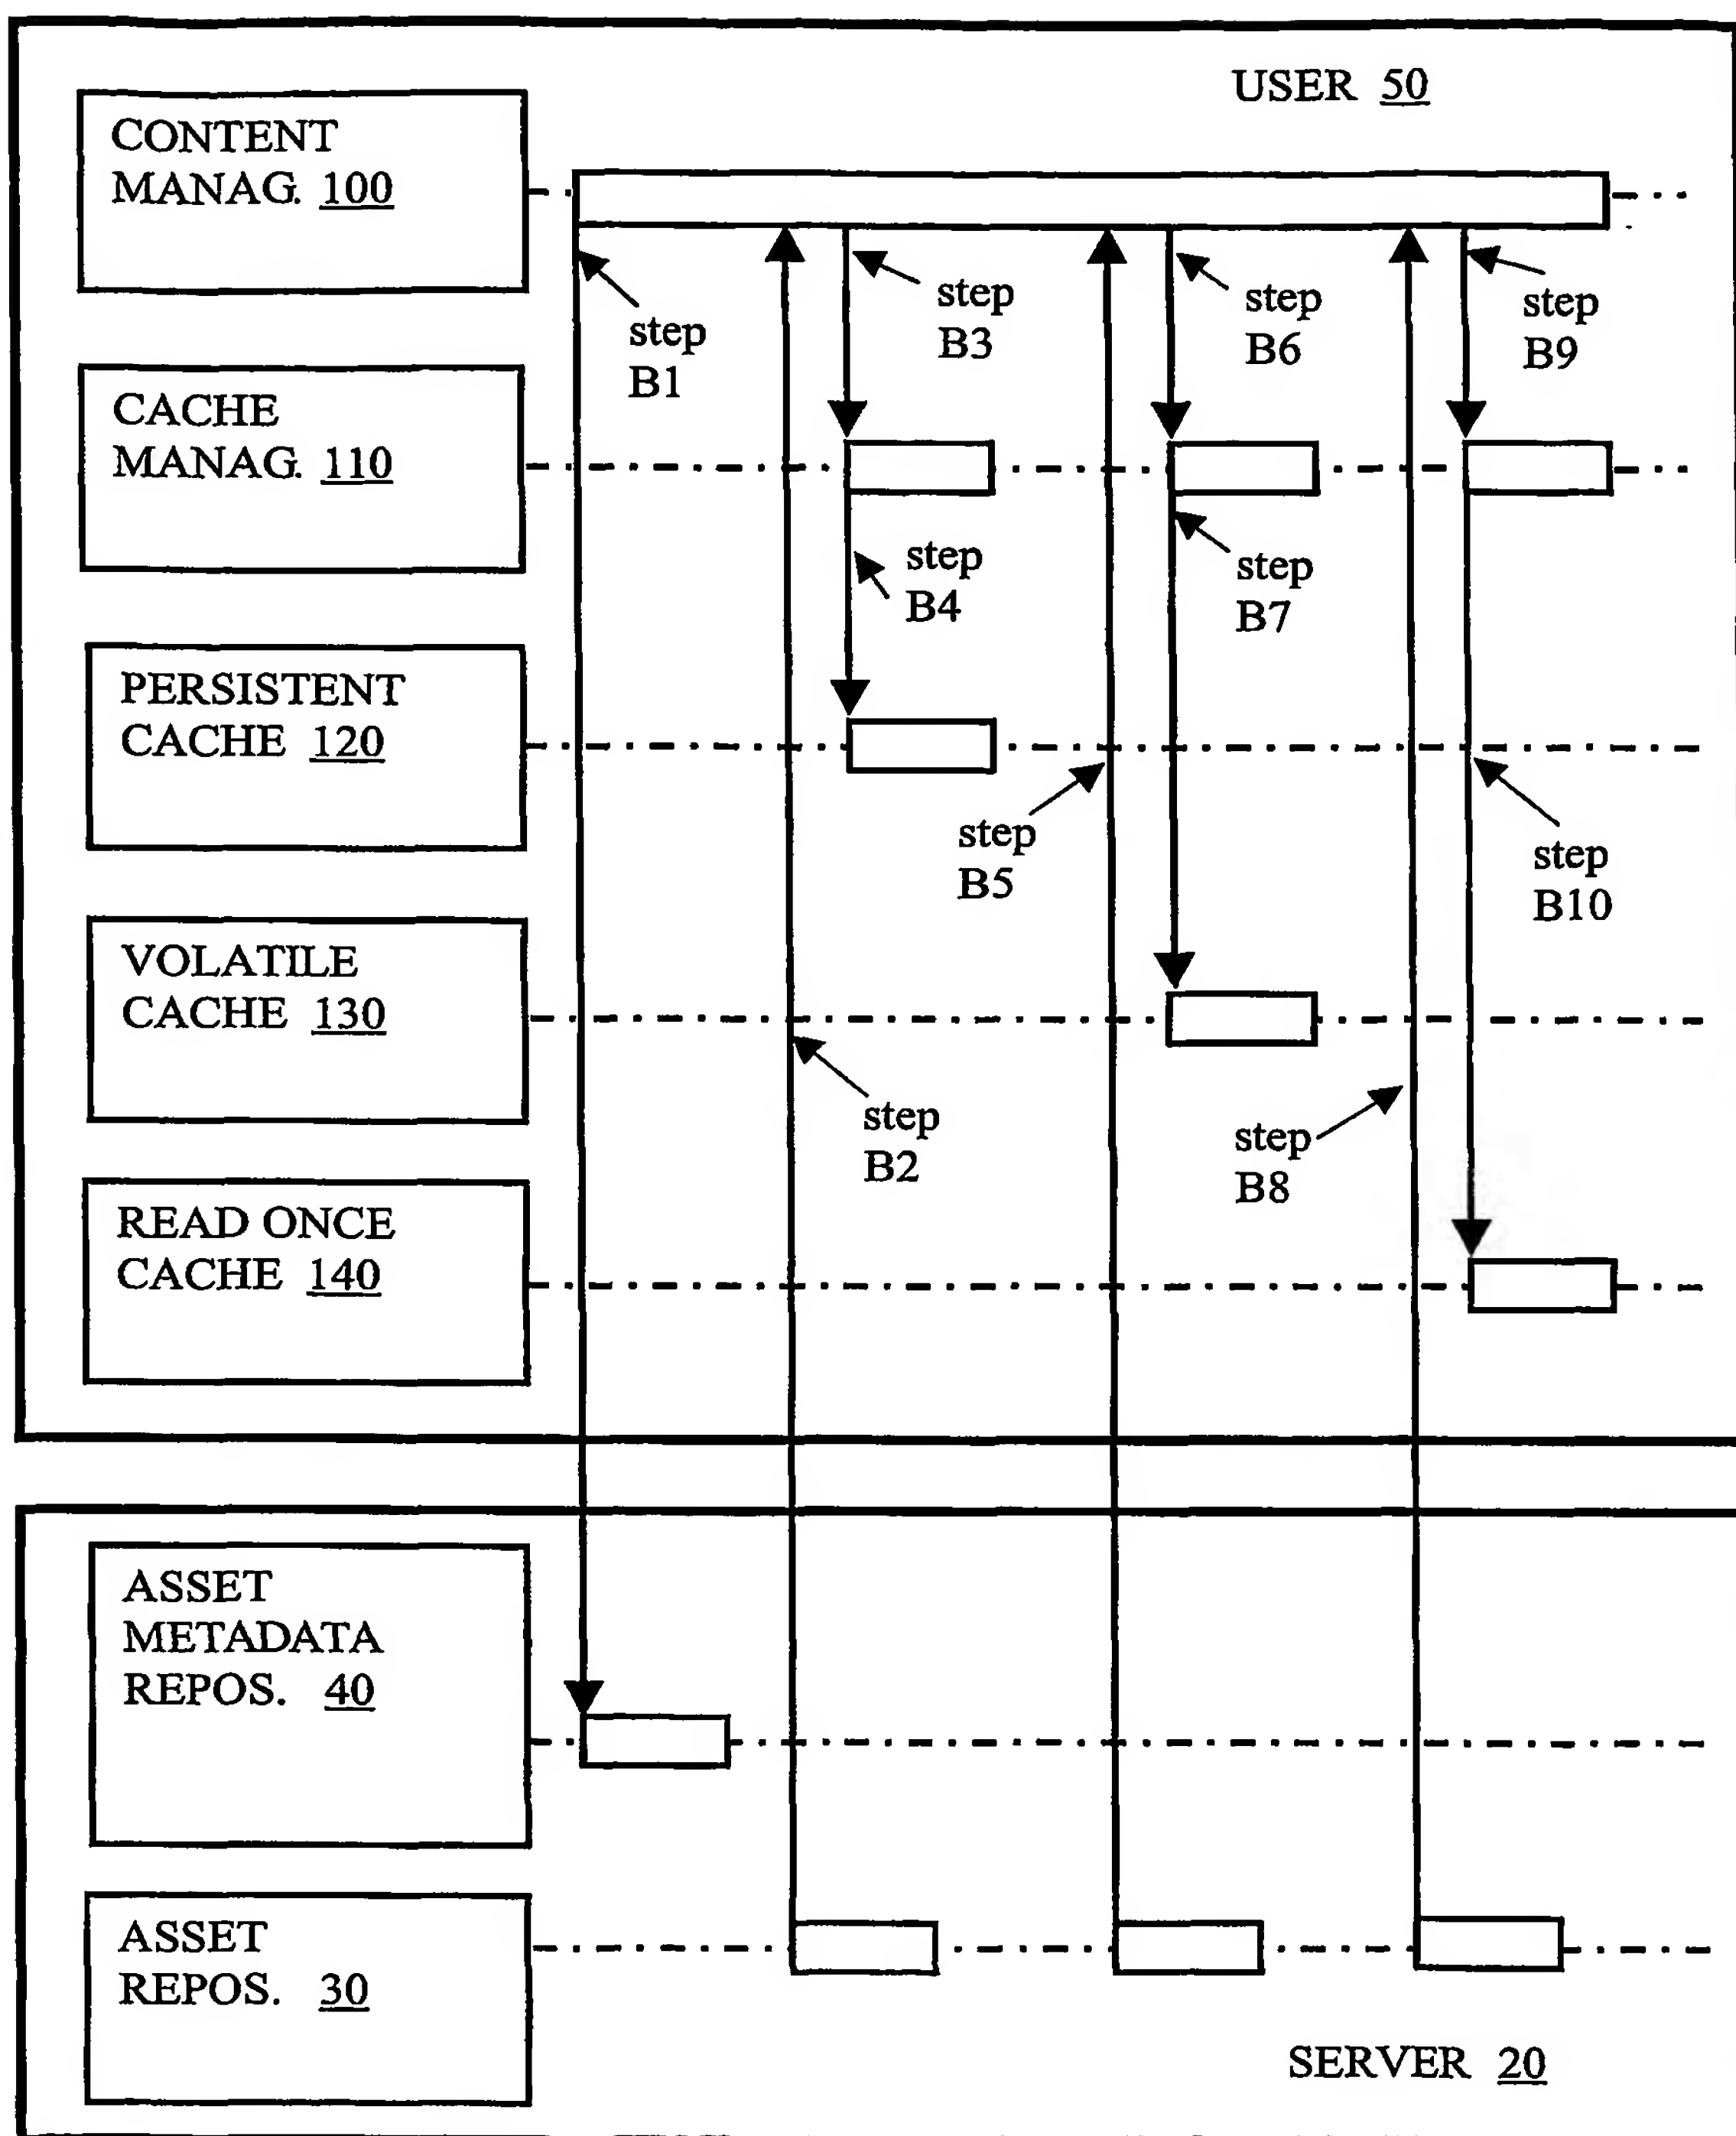 USER 50
CONTENT
MANAG. 100
step
B1
step
B3
step
B6
step
B9
CACHE
MANAG. 110
step
B4
step
B7
PERSISTENT
CACHE 120
step
B5
step
B10
VOLATILE
CACHE 130
step
B2
step
B8
READ ONCE
CACHE 140
ASSET
METADATA
REPOS. 40
ASSET
REPOS. 30
SERVER 20